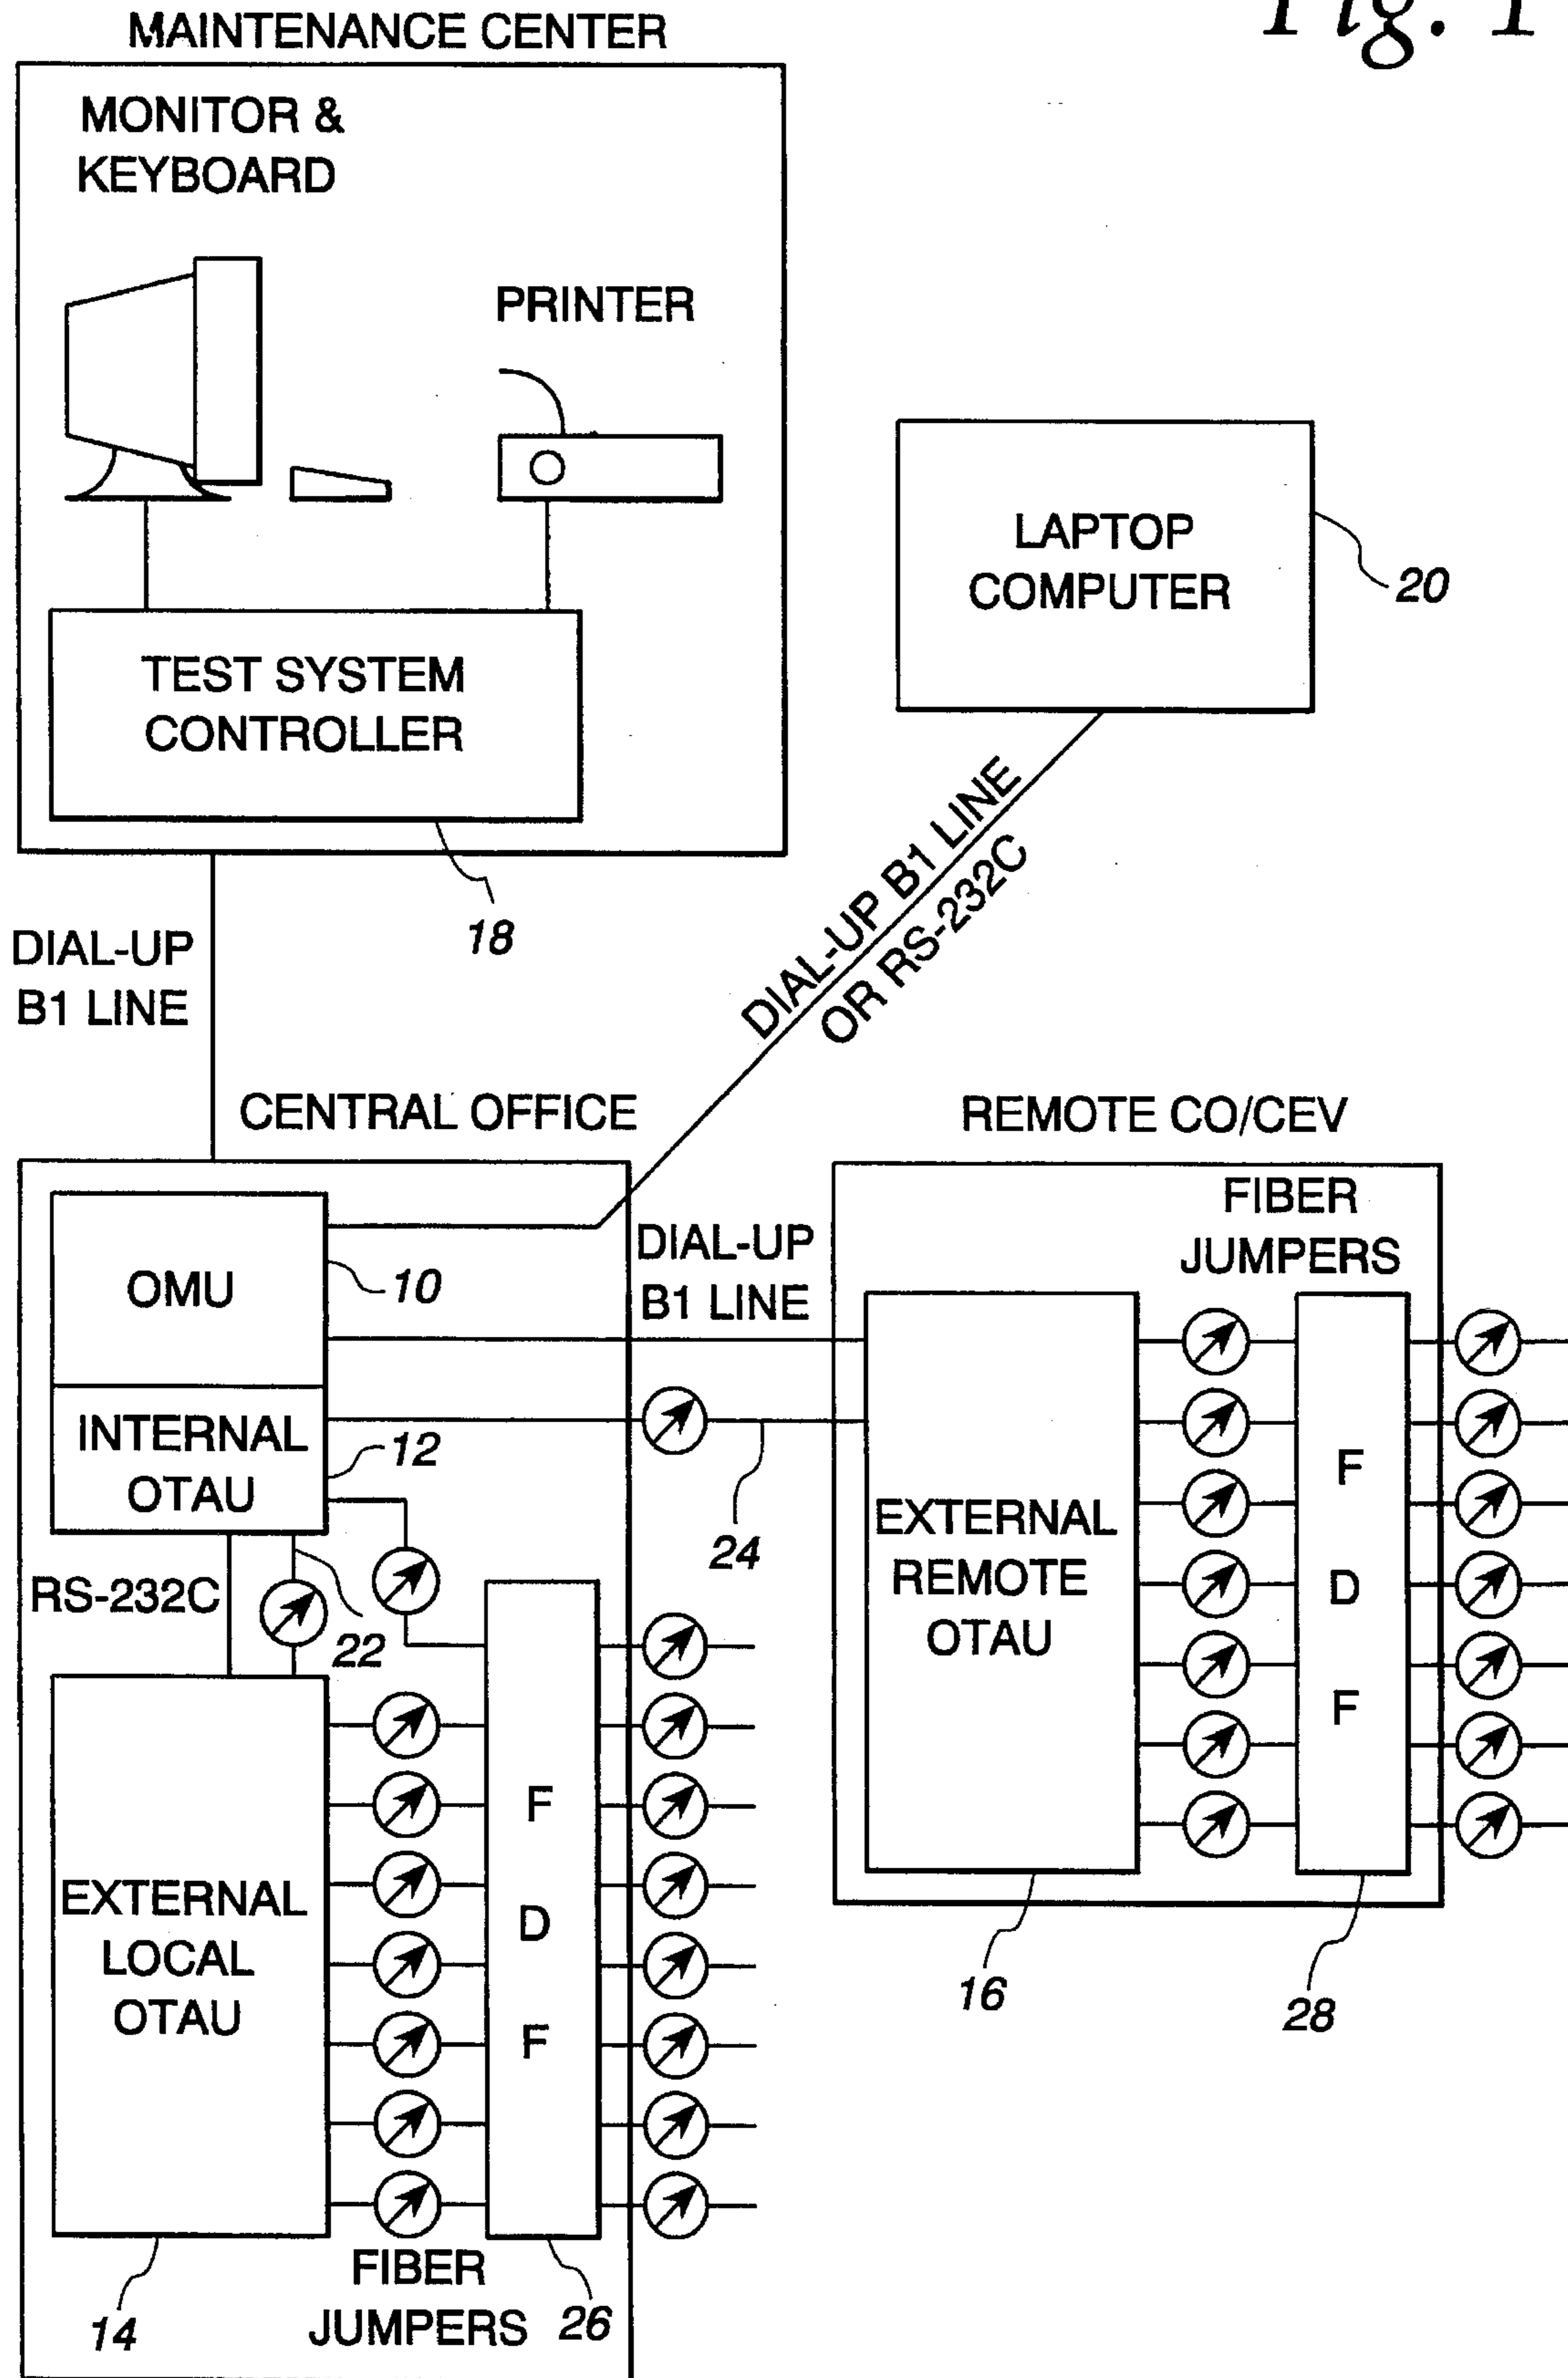 Fig. 1
MAINTENANCE CENTER
MONITOR &
KEYBOARD
PRINTER
TEST SYSTEM
CONTROLLER
18
LAPTOP
COMPUTER
20
DIAL-UP
B1 LINE
DIAL-UP B1 LINE
OR RS-232C
CENTRAL OFFICE
OMU
10
INTERNAL
OTAU
12
DIAL-UP
B1 LINE
24
RS-232C
22
EXTERNAL
LOCAL
OTAU
14
F
D
F
FIBER
JUMPERS
26
REMOTE CO/CEV
FIBER
JUMPERS
EXTERNAL
REMOTE
OTAU
F
D
F
16
28